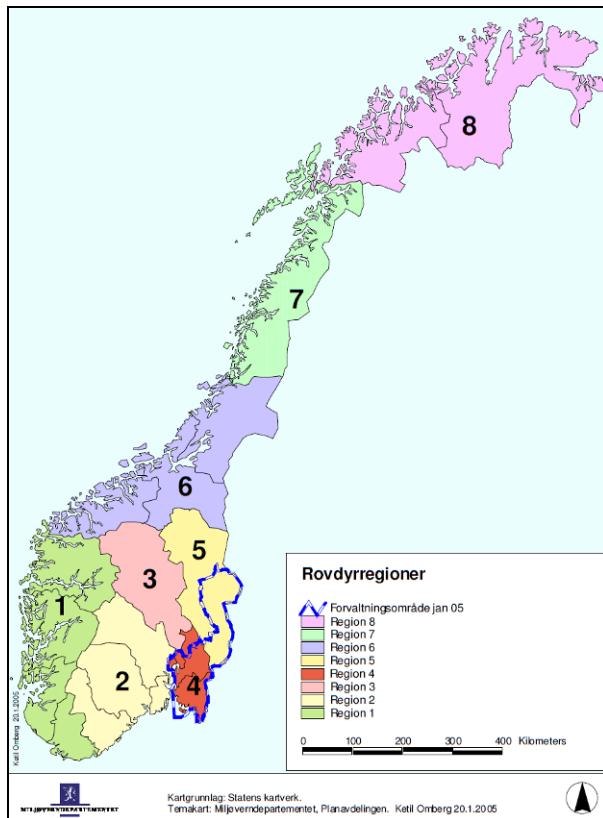 8
7
6
5
3
1
2
4
Rovdyrregioner
Forvaltningsområde jan 05
Region 8
Region 7
Region 6
Region 5
Region 4
Region 3
Region 2
Region 1
0 100 200 300 400 Kilometers
Ketil Omberg 20.1.2005
MILJØVERNDEPARTEMENTET
Kartgrunnlag: Statens kartverk.
Temakart: Miljøverndepartementet, Planavdelingen. Ketil Omberg 20.1.2005